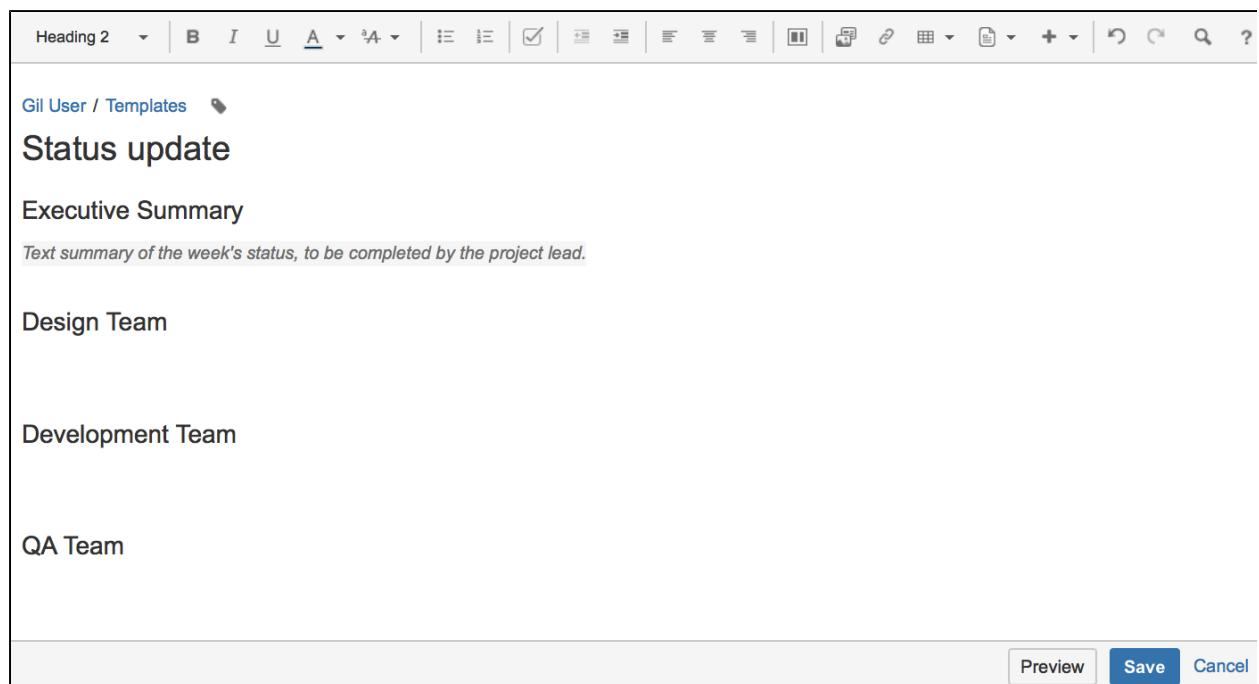 Heading 2 B I U A ᵃA ?
Gil User / Templates
Status update
Executive Summary
Text summary of the week's status, to be completed by the project lead.
Design Team
Development Team
QA Team
Preview Save Cancel